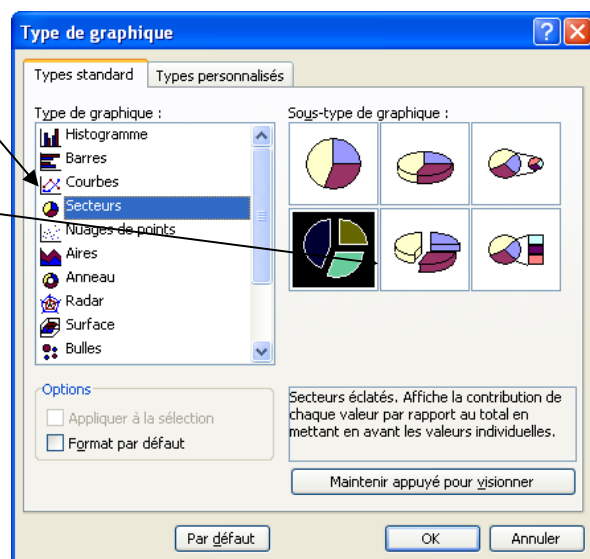 Type de graphique
Types standard
Types personnalisés
Type de graphique :
Histogramme
Barres
Courbes
Secteurs
Nuages de points
Aires
Anneau
Radar
Surface
Bulles
Sous-type de graphique :
Options
Appliquer à la sélection
Format par défaut
Secteurs éclatés. Affiche la contribution de
chaque valeur par rapport au total en
mettant en avant les valeurs individuelles.
Maintenir appuyé pour visionner
Par défaut
OK
Annuler